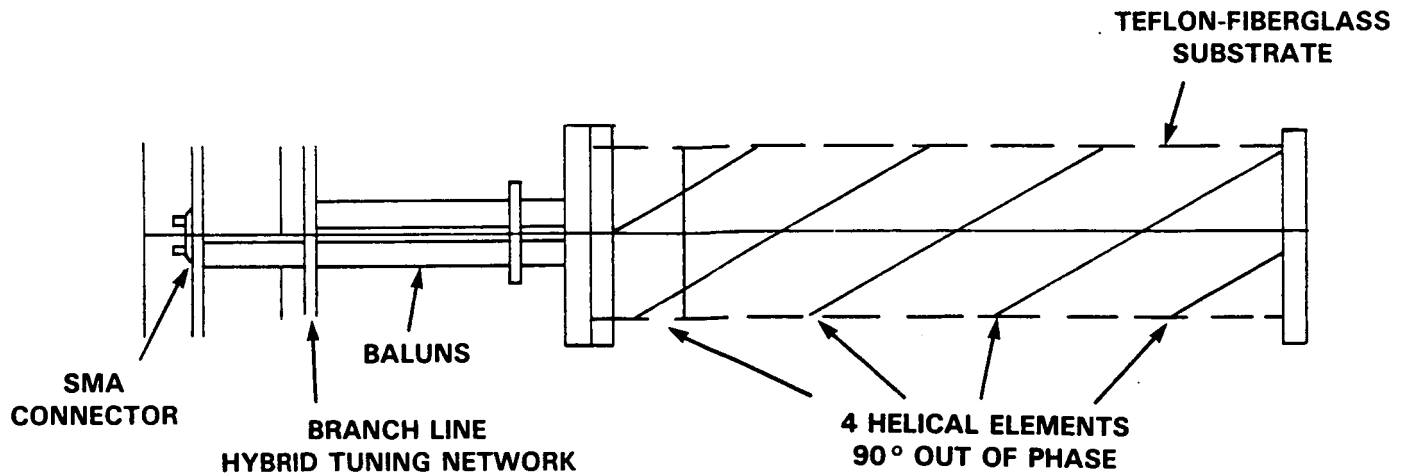 TEFLON-FIBERGLASS
SUBSTRATE
SMA
CONNECTOR
BALUNS
BRANCH LINE
HYBRID TUNING NETWORK
4 HELICAL ELEMENTS
90° OUT OF PHASE